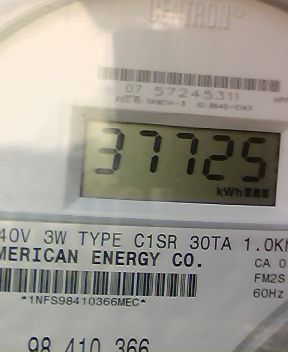 CENTRON®
07 57245311
37725
kWh
40V 3W TYPE C1SR 30TA 1.0K
MERICAN ENERGY CO.
CA 0
FM2S
60Hz
*1NFS98410366MEC*
98 410 366